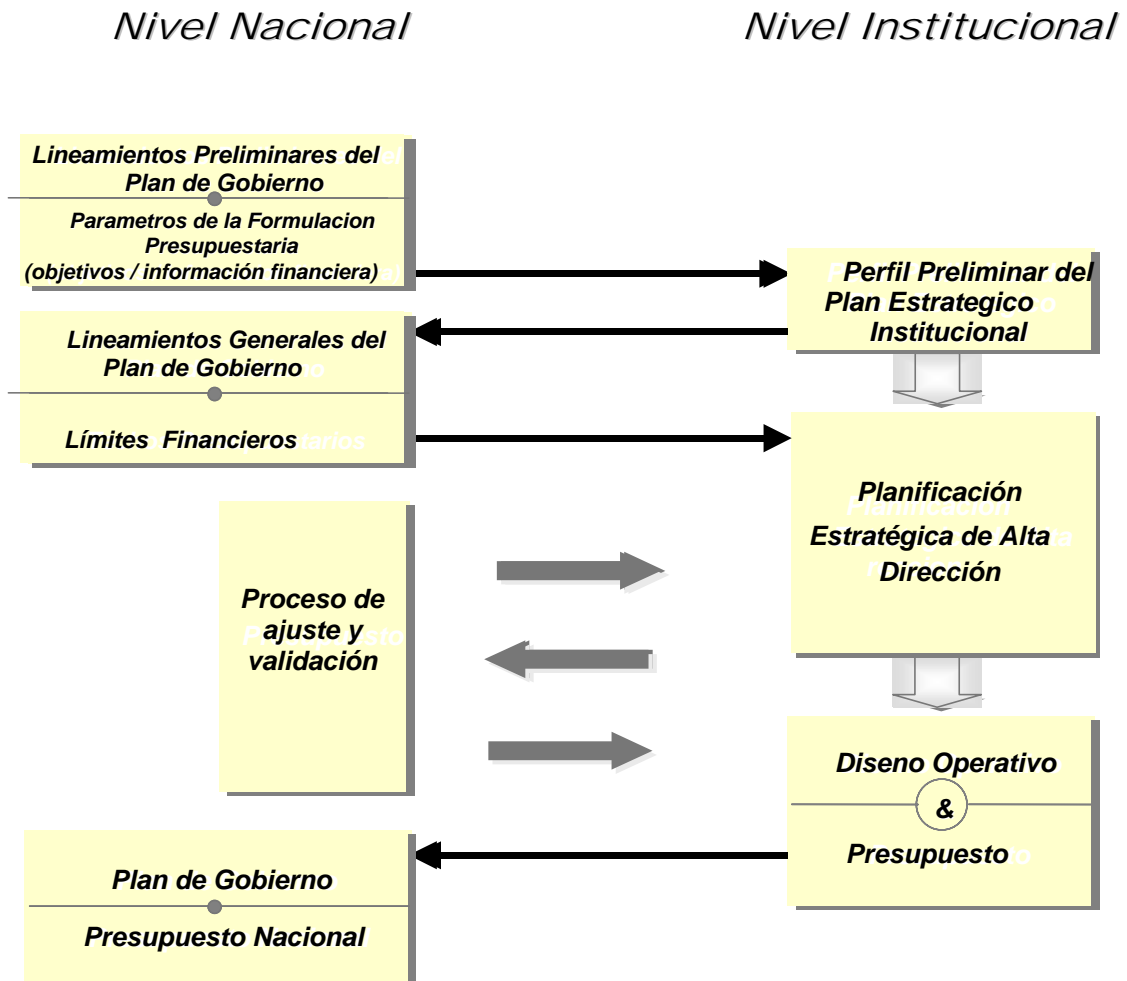 Nivel Nacional
Nivel Institucional
Lineamientos Preliminares del
Plan de Gobierno
Parametros de la Formulacion
Presupuestaria
(objetivos / información financiera)
Perfil Preliminar del
Plan Estrategico
Institucional
Lineamientos Generales del
Plan de Gobierno
Límites Financieros
Planificación
Estratégica de Alta
Dirección
Proceso de
ajuste y
validación
Diseno Operativo
&
Presupuesto
Plan de Gobierno
Presupuesto Nacional